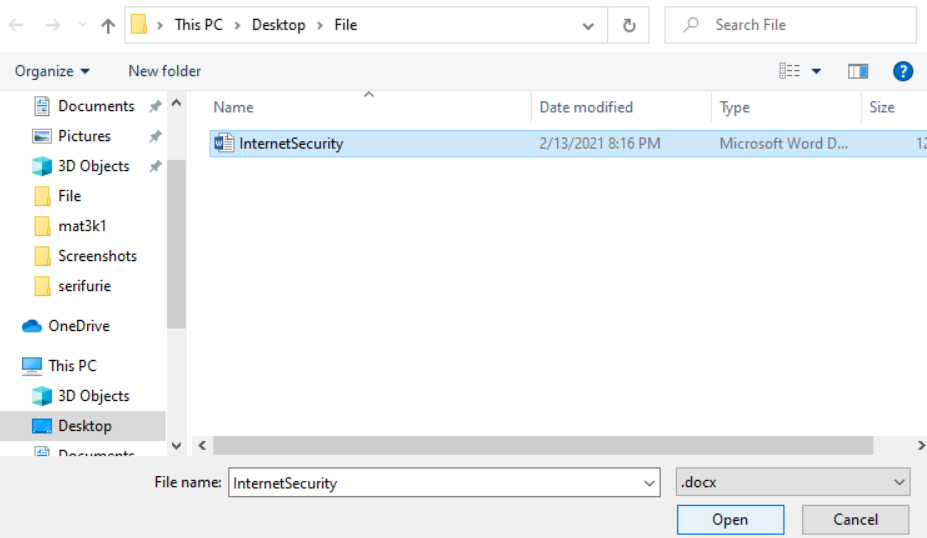 This PC > Desktop > File
Search File
Organize
New folder
Documents
Pictures
3D Objects
File
mat3k1
Screenshots
serifurie
OneDrive
This PC
3D Objects
Desktop
Documents
Name Date modified Type Size
InternetSecurity 2/13/2021 8:16 PM Microsoft Word D... 12
File name: InternetSecurity .docx
Open Cancel